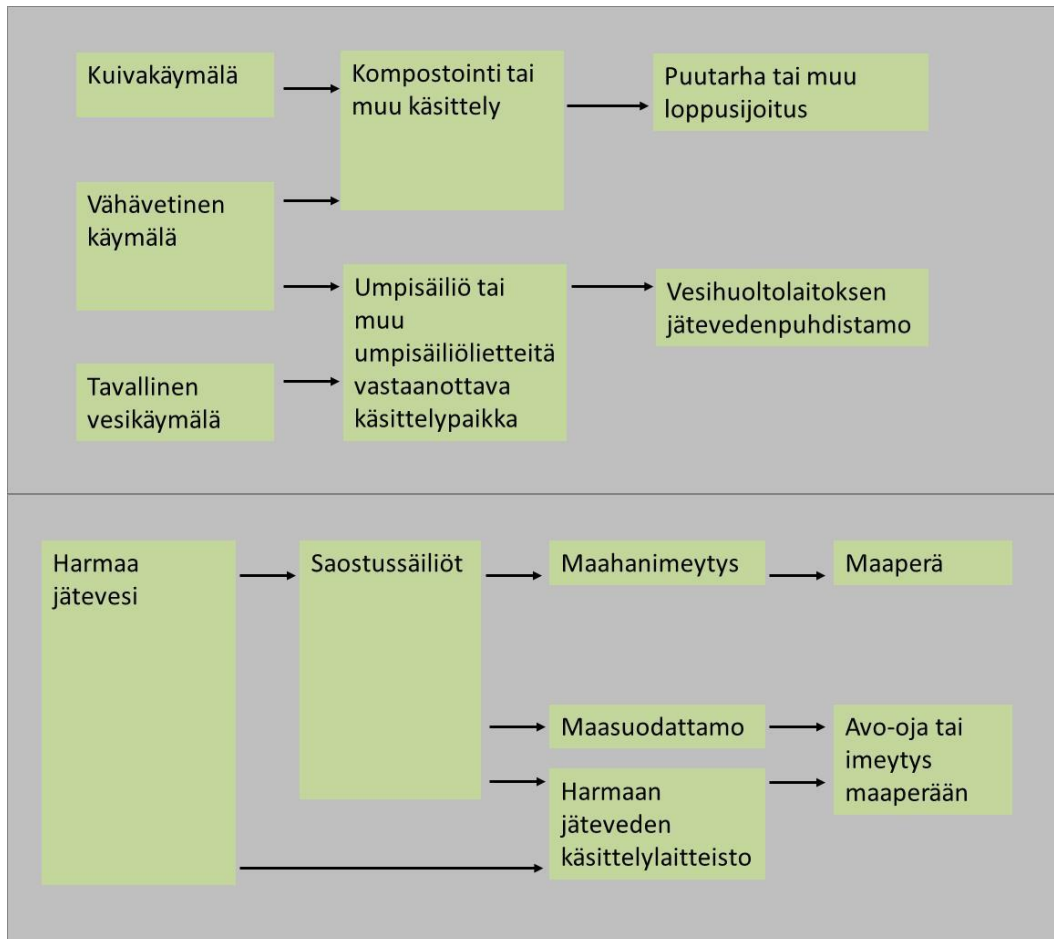 Kuivakäymälä
Kompostointi tai
muu käsittely
Puutarha tai muu
loppusijoitus
Vähävetinen
käymälä
Umpisäiliö tai
muu
umpisäiliölietteitä
vastaanottava
käsittelypaikka
Vesihuoltolaitoksen
jätevedenpuhdistamo
Tavallinen
vesikäymälä
Harmaa
jätevesi
Saostussäiliöt
Maahanimeytys
Maaperä
Maasuodattamo
Avo-oja tai
imeytys
maaperään
Harmaan
jäteveden
käsittelylaitteisto